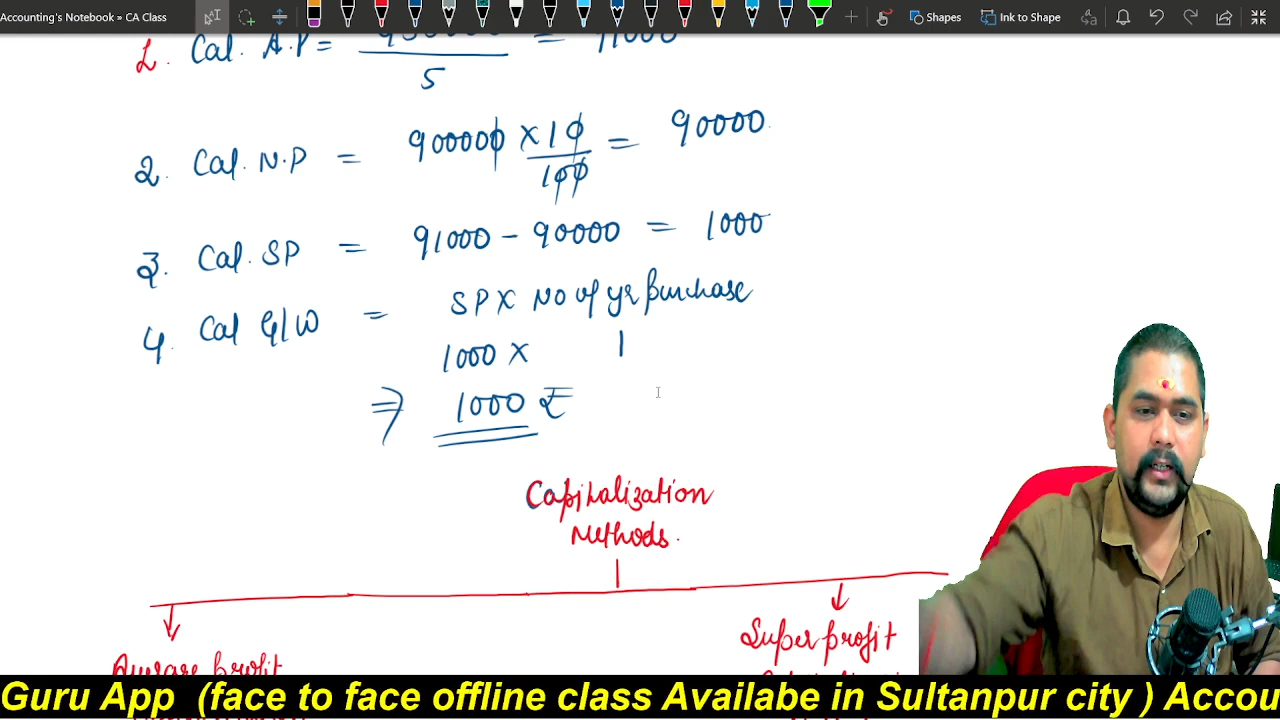 Accounting's Notebook » CA Class
Shapes
Ink to Shape
1. Cal. A.P =
5
2. Cal. N.P = 900000 × 10 / 100 = 90000
3. Cal. SP = 91000 - 90000 = 1000
4. Cal G/W = SP X No of yr purchase
1000 × 1
⇒ 1000 ₹
Capitalization
Methods.
Average profit
Super profit
Guru App (face to face offline class Availabe in Sultanpur city ) Accou